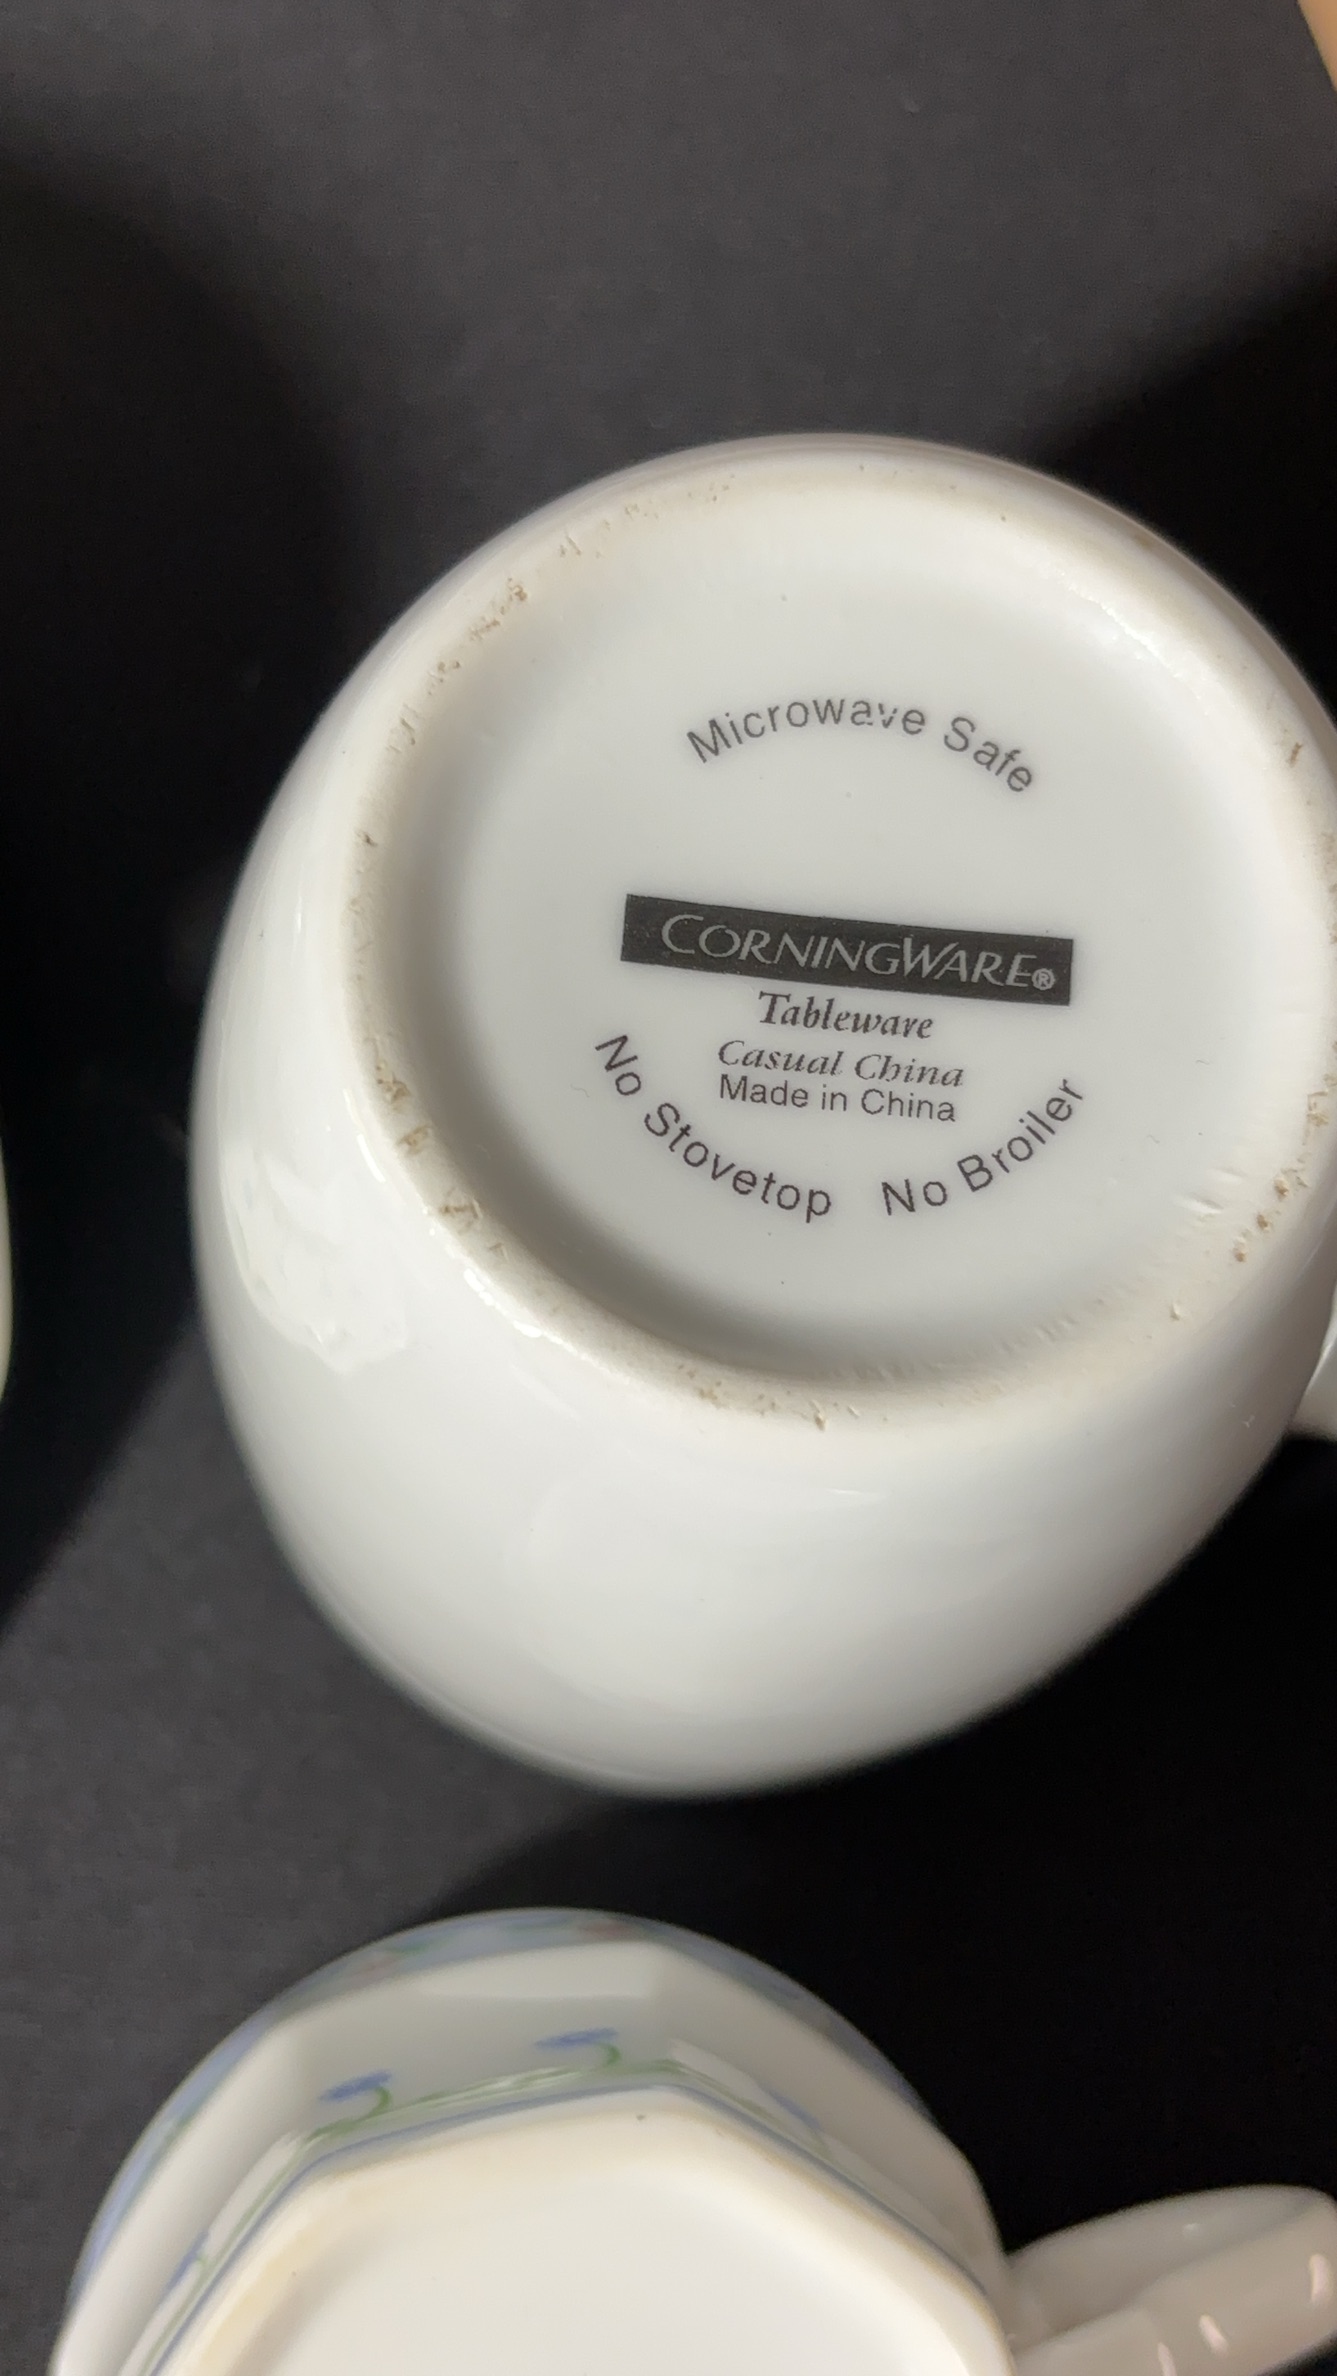 Microwave Safe
CORNINGWARE®
Tableware
Casual China
Made in China
No Stovetop No Broiler